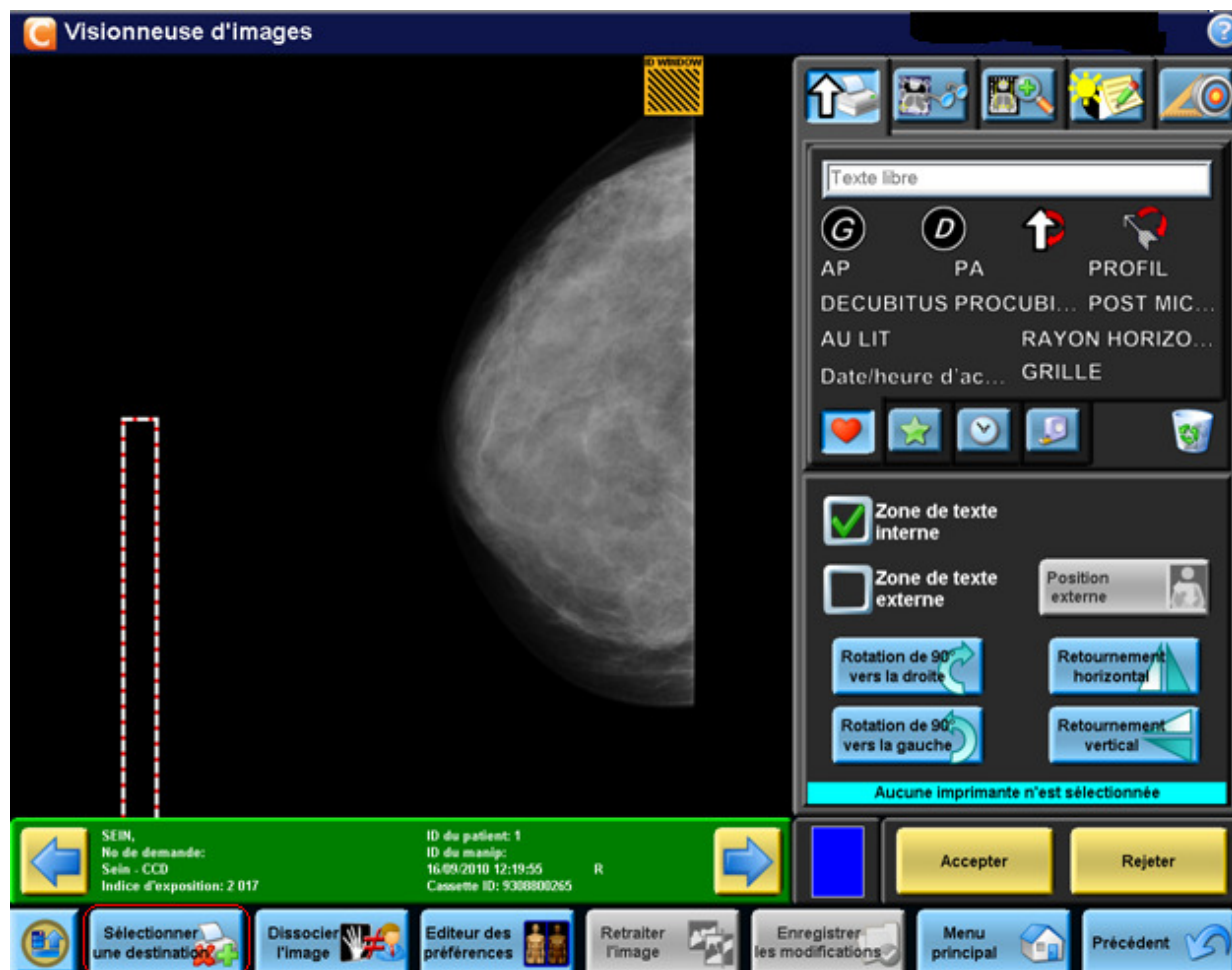 Visionneuse d'images
ID WINDOW
Texte libre
G D
AP PA PROFIL
DECUBITUS PROCUBI... POST MIC...
AU LIT RAYON HORIZO...
Date/heure d'ac... GRILLE
Zone de texte
interne
Zone de texte
externe
Position
externe
Rotation de 90°
vers la droite
Retournement
horizontal
Rotation de 90°
vers la gauche
Retournement
vertical
Aucune imprimante n'est sélectionnée
SEIN,
No de demande:
Sein - CCD
Indice d'exposition: 2 017
ID du patient: 1
ID du manip:
16/09/2010 12:19:55 R
Cassette ID: 9308800265
Accepter
Rejeter
Sélectionner
une destination
Dissocier
l'image
Editeur des
préférences
Retraiter
l'image
Enregistrer
les modifications
Menu
principal
Précédent